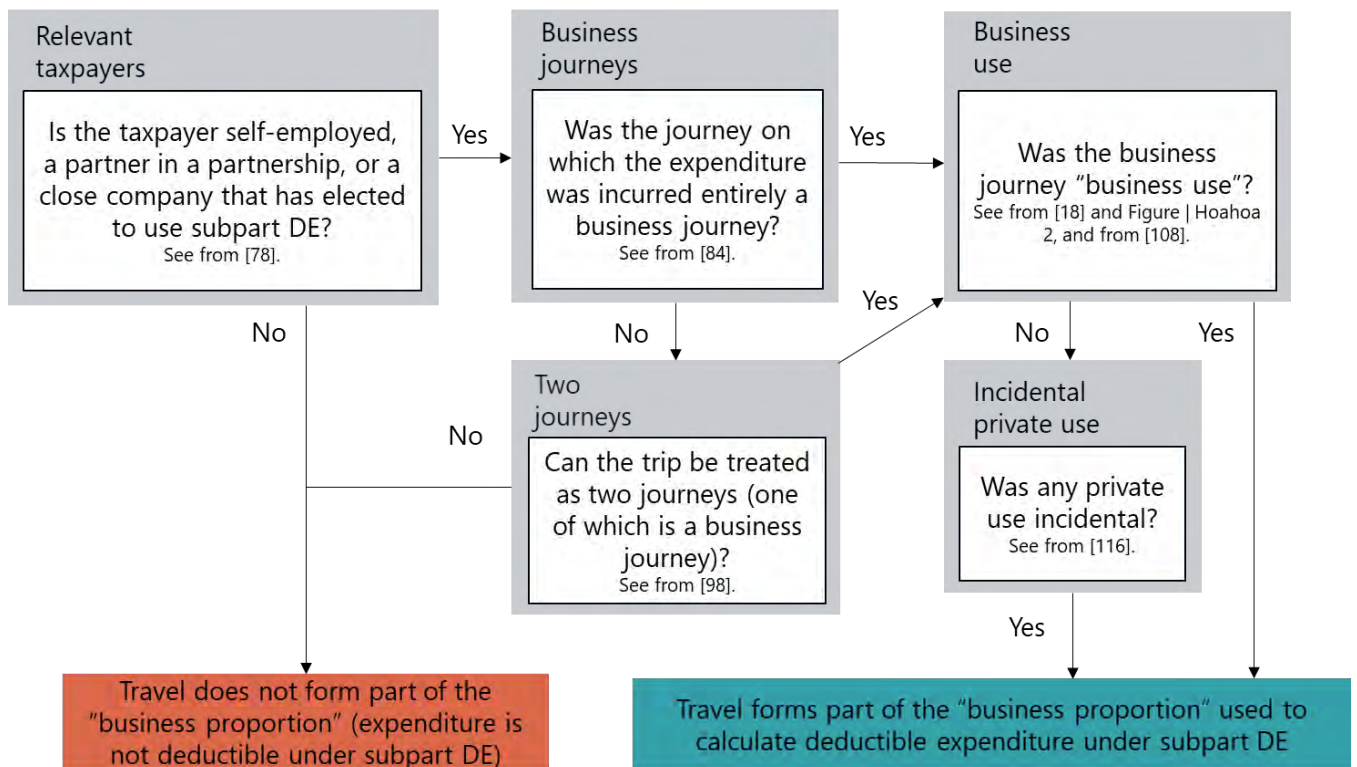 Relevant
taxpayers
Is the taxpayer self-employed,
a partner in a partnership, or a
close company that has elected
to use subpart DE?
See from [78].
Yes
Business
journeys
Was the journey on
which the expenditure
was incurred entirely a
business journey?
See from [84].
Yes
Business
use
Was the business
journey “business use”?
See from [18] and Figure | Hoahoa
2, and from [108].
No
No
Yes
No
Yes
Two
journeys
Can the trip be treated
as two journeys (one
of which is a business
journey)?
See from [98].
No
Incidental
private use
Was any private
use incidental?
See from [116].
Yes
Travel does not form part of the
“business proportion” (expenditure is
not deductible under subpart DE)
Travel forms part of the “business proportion” used to
calculate deductible expenditure under subpart DE